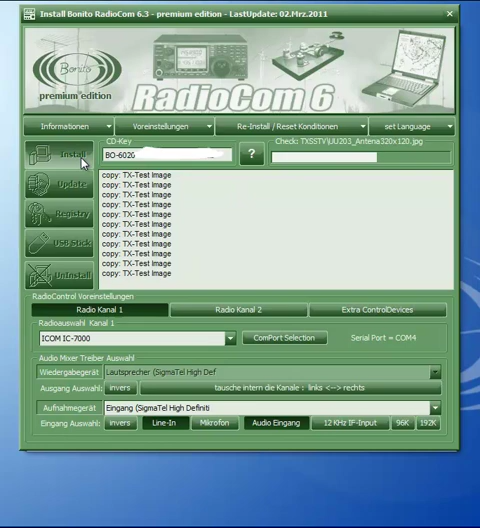 Install Bonito RadioCom 6.3 - premium edition - LastUpdate: 02.Mrz.2011
Bonito
premium edition
RadioCom 6
Informationen
Voreinstellungen
Re-Install / Reset Konditionen
set Language
Install
CD-Key
BO-6020
?
Check: TXSSTV\JU203_Antena320x120.jpg
Update
Registry
USB Stick
UnInstall
copy: TX-Test Image
copy: TX-Test Image
copy: TX-Test Image
copy: TX-Test Image
copy: TX-Test Image
copy: TX-Test Image
copy: TX-Test Image
copy: TX-Test Image
copy: TX-Test Image
copy: TX-Test Image
copy: TX-Test Image
RadioControl Voreinstellungen
Radio Kanal 1
Radio Kanal 2
Extra ControlDevices
Radioauswahl Kanal 1
ICOM IC-7000
ComPort Selection
Serial Port = COM4
Audio Mixer Treiber Auswahl
Wiedergabegerät
Lautsprecher (SigmaTel High Def
Ausgang Auswahl:
invers
tausche intern die Kanale : links <--> rechts
Aufnahmegerät
Eingang (SigmaTel High Definiti
Eingang Auswahl:
invers
Line-In
Mikrofon
Audio Eingang
12 KHz IF-Input
96K
192K